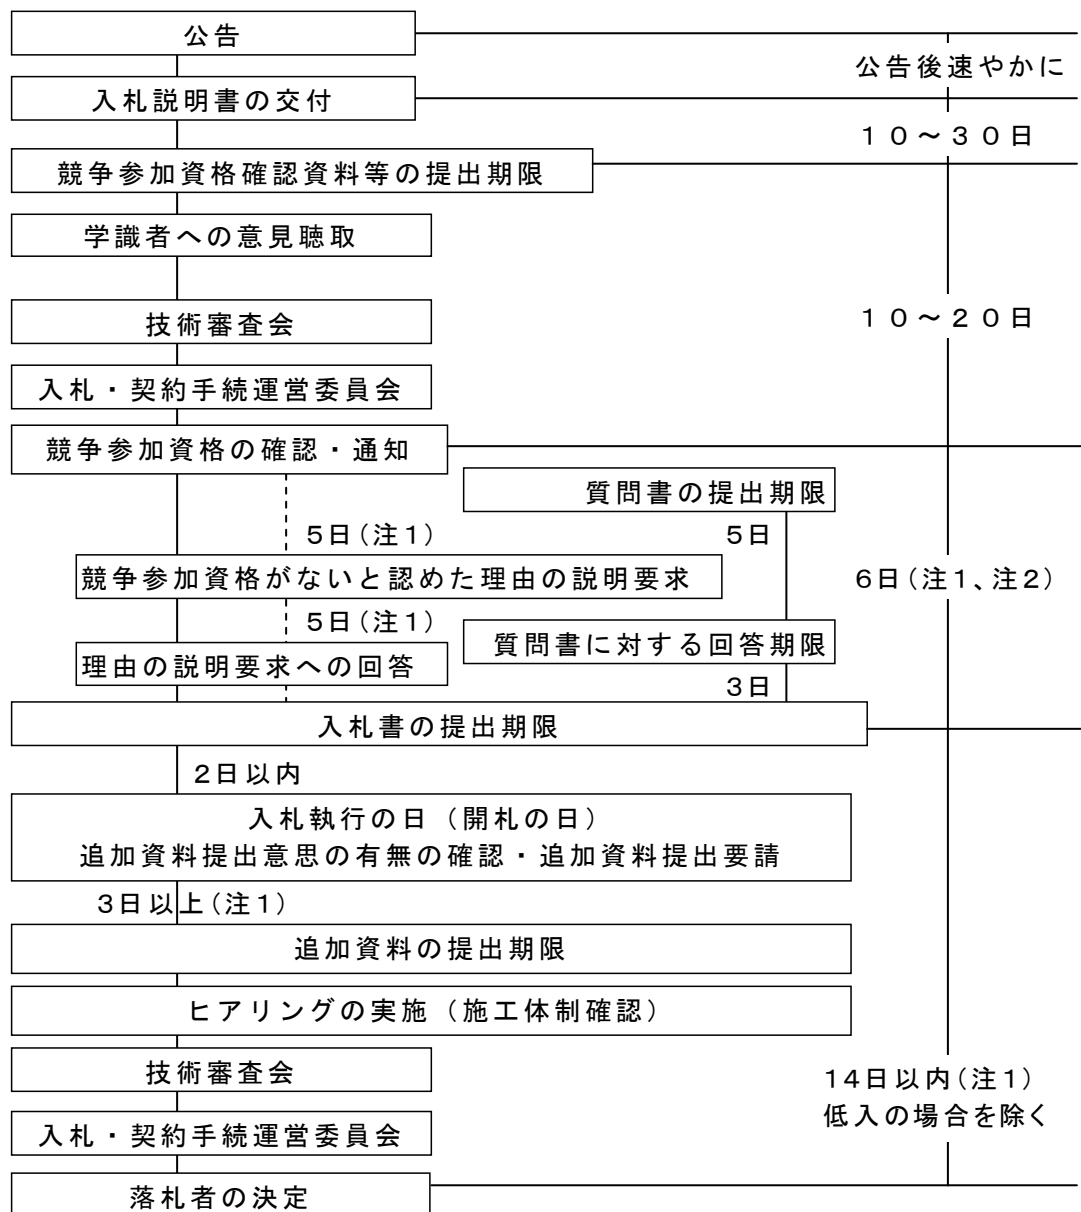 公告
公告後速やかに
入札説明書の交付
１０～３０日
競争参加資格確認資料等の提出期限
学識者への意見聴取
１０～２０日
技術審査会
入札・契約手続運営委員会
競争参加資格の確認・通知
質問書の提出期限
５日（注１）
５日
競争参加資格がないと認めた理由の説明要求
６日（注１、注２）
５日（注１）
質問書に対する回答期限
理由の説明要求への回答
３日
入札書の提出期限
２日以内
入札執行の日（開札の日）
追加資料提出意思の有無の確認・追加資料提出要請
３日以上（注１）
追加資料の提出期限
ヒアリングの実施（施工体制確認）
技術審査会
１４日以内（注１）
低入の場合を除く
入札・契約手続運営委員会
落札者の決定